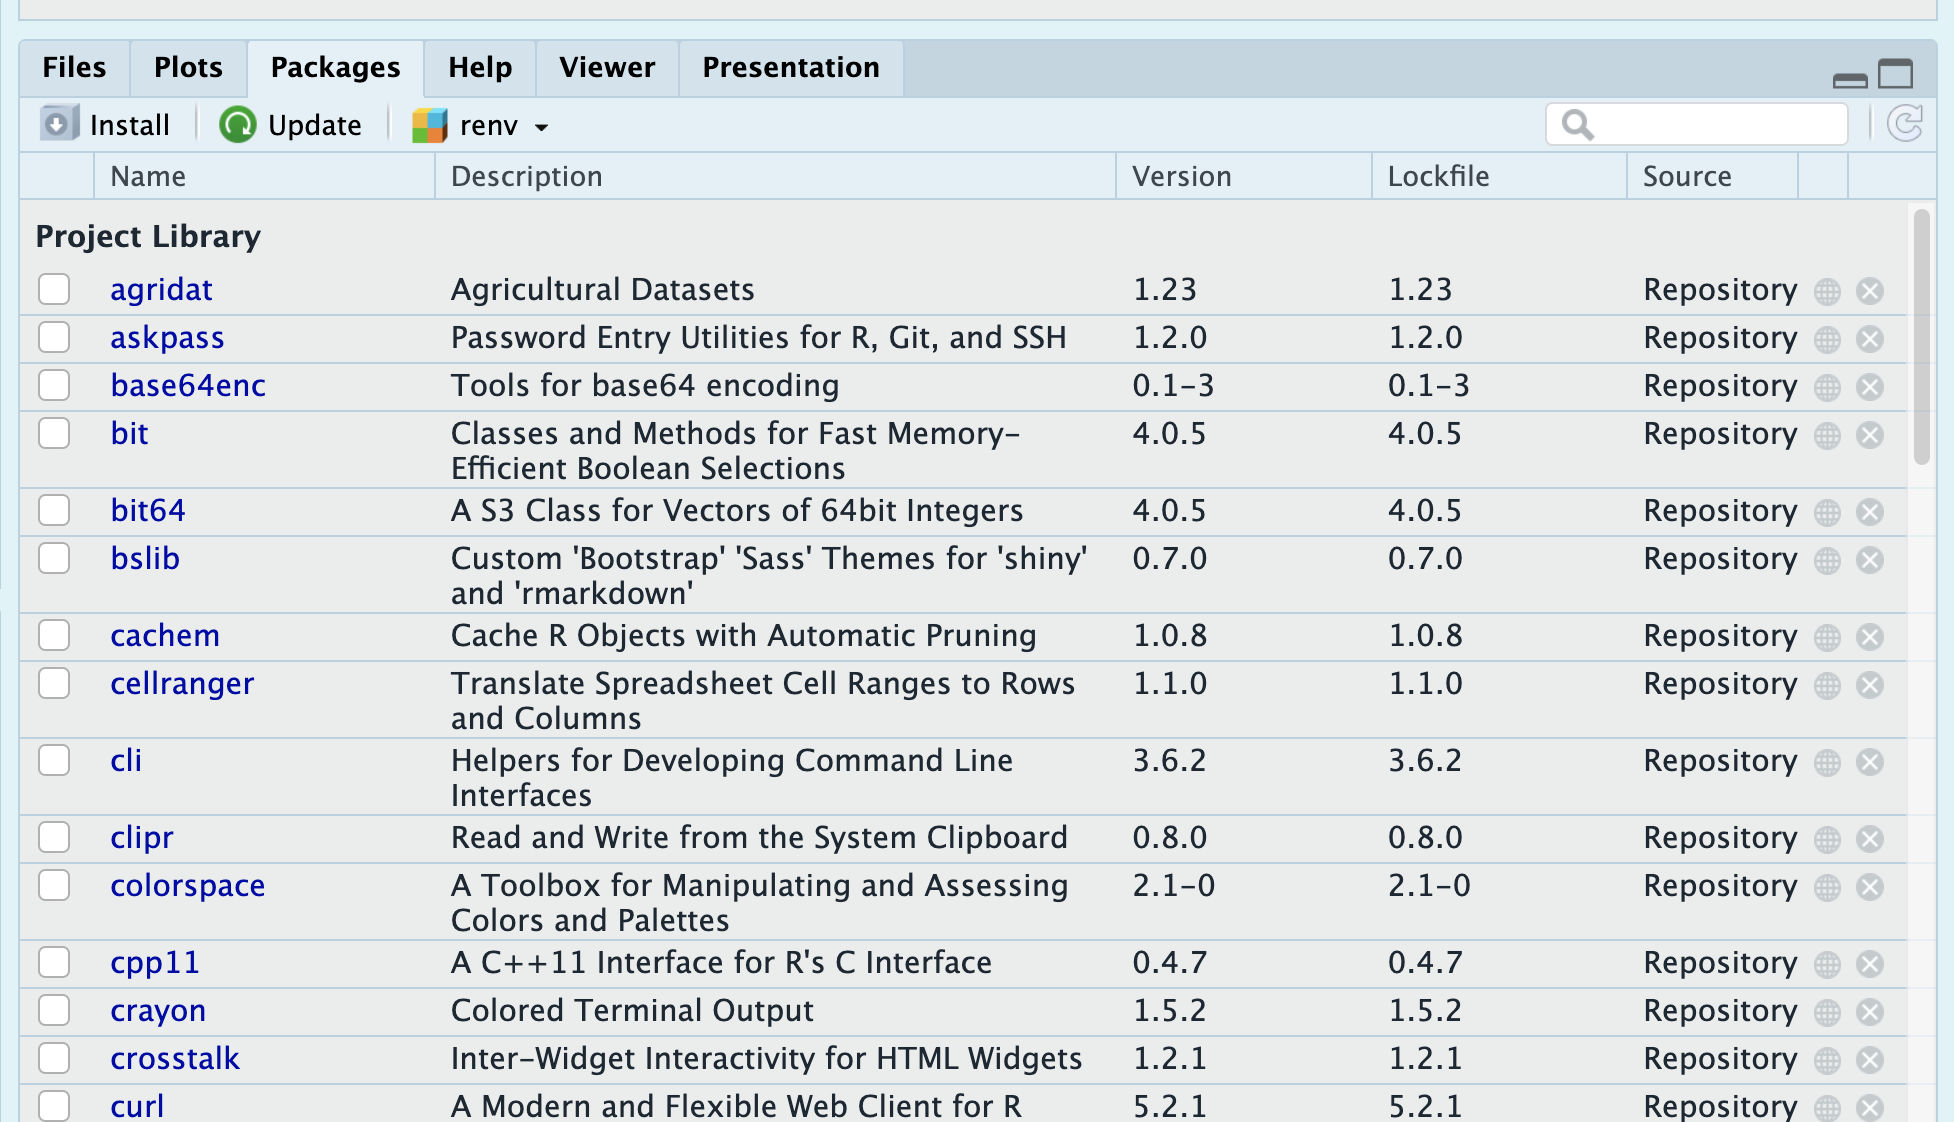 Files Plots Packages Help Viewer Presentation
Install Update renv
Name Description Version Lockfile Source
Project Library
agridat Agricultural Datasets 1.23 1.23 Repository
askpass Password Entry Utilities for R, Git, and SSH 1.2.0 1.2.0 Repository
base64enc Tools for base64 encoding 0.1-3 0.1-3 Repository
bit Classes and Methods for Fast Memory- 4.0.5 4.0.5 Repository
Efficient Boolean Selections
bit64 A S3 Class for Vectors of 64bit Integers 4.0.5 4.0.5 Repository
bslib Custom 'Bootstrap' 'Sass' Themes for 'shiny' 0.7.0 0.7.0 Repository
and 'rmarkdown'
cachem Cache R Objects with Automatic Pruning 1.0.8 1.0.8 Repository
cellranger Translate Spreadsheet Cell Ranges to Rows 1.1.0 1.1.0 Repository
and Columns
cli Helpers for Developing Command Line 3.6.2 3.6.2 Repository
Interfaces
clipr Read and Write from the System Clipboard 0.8.0 0.8.0 Repository
colorspace A Toolbox for Manipulating and Assessing 2.1-0 2.1-0 Repository
Colors and Palettes
cpp11 A C++11 Interface for R's C Interface 0.4.7 0.4.7 Repository
crayon Colored Terminal Output 1.5.2 1.5.2 Repository
crosstalk Inter-Widget Interactivity for HTML Widgets 1.2.1 1.2.1 Repository
curl A Modern and Flexible Web Client for R 5.2.1 5.2.1 Repository